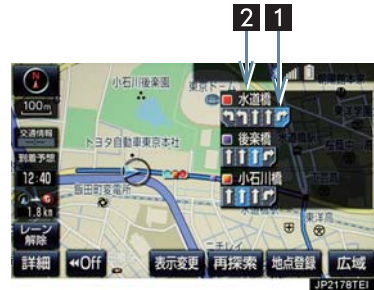 2 1
小石川後楽園
東京ドーム
100m
水道橋
交通情報
トヨタ自動車東京本社
後楽橋
到着予想
12:40
小石川橋
飯田町変電所
1.8km
レーン
解除
詳細
◂◂Off
表示変更
再探索
地点登録
広域
JP2178TEI